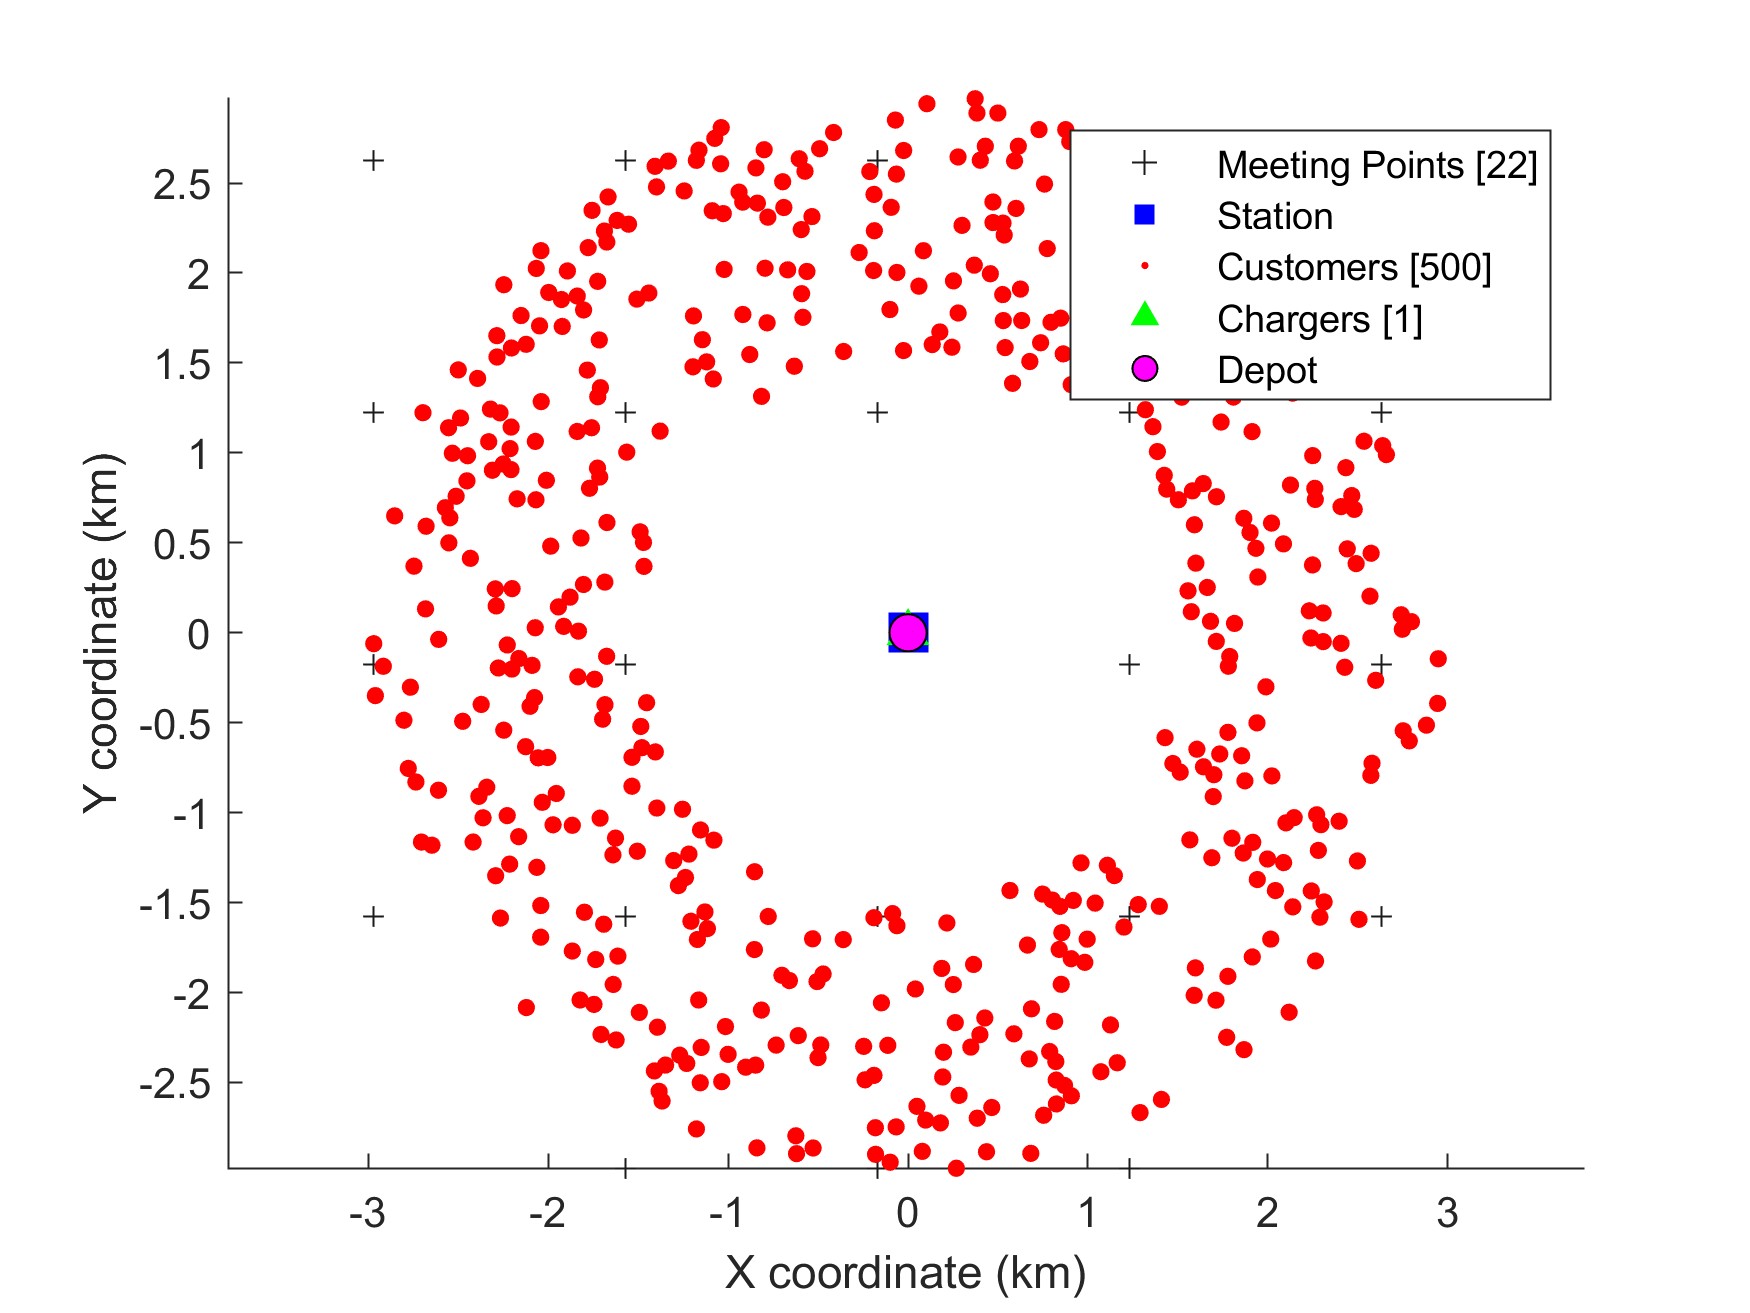 Meeting Points [22]
Station
Customers [500]
Chargers [1]
Depot
Y coordinate (km)
2.5
2
1.5
1
0.5
0
-0.5
-1
-1.5
-2
-2.5
-3 -2 -1 0 1 2 3
X coordinate (km)